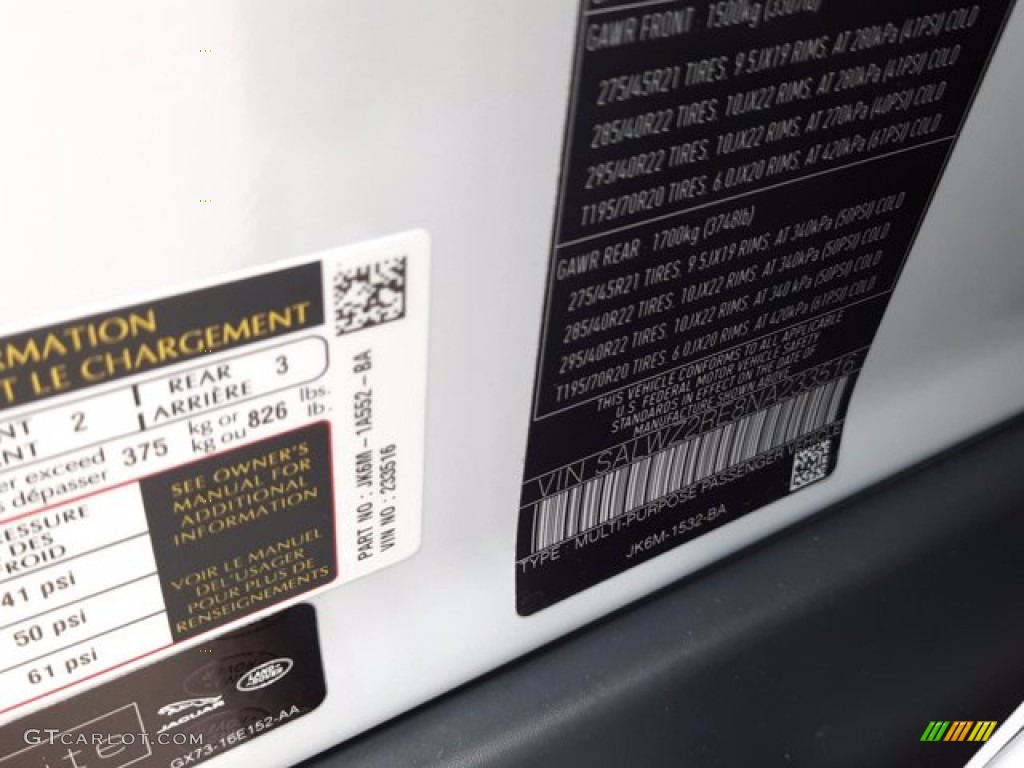 RMATION
T LE CHARGEMENT
NT 2 REAR 3
ENT ARRIÈRE
er exceed 375 kg or 826 lbs.
s dépasser kg ou lb.
RESSURE
DES
ROID
41 psi
50 psi
61 psi
SEE OWNER'S
MANUAL FOR
ADDITIONAL
INFORMATION
VOIR LE MANUEL
DEL'USAGER
POUR PLUS DE
RENSEIGNEMENTS
PART NO : JK6M-1A552-BA
VIN NO : 233516
JAGUAR
LAND ROVER
GX73-16E152-AA
GTCARLOT.COM
GAWR FRONT 1500kg (3307lb)
275/45R21 TIRES. 9 5JX19 RIMS. AT 280kPa (41PSI) COLD
285/40R22 TIRES. 10JX22 RIMS. AT 280kPa (41PSI) COLD
295/40R22 TIRES. 10JX22 RIMS. AT 270kPa (40PSI) COLD
T195/70R20 TIRES. 6 0JX20 RIMS. AT 420kPa (61PSI) COLD
GAWR REAR 1700kg (3748lb)
275/45R21 TIRES. 9 5JX19 RIMS. AT 340kPa (50PSI) COLD
285/40R22 TIRES. 10JX22 RIMS. AT 340kPa (50PSI) COLD
295/40R22 TIRES. 10JX22 RIMS. AT 340 kPa (50PSI) COLD
T195/70R20 TIRES. 6 0JX20 RIMS. AT 420kPa (61PSI) COLD
THIS VEHICLE CONFORMS TO ALL APPLICABLE
U.S. FEDERAL MOTOR VEHICLE SAFETY
STANDARDS IN EFFECT ON THE DATE OF
MANUFACTURE SHOWN ABOVE
VIN SALWZ2RE8NA233516
TYPE : MULTI-PURPOSE PASSENGER VEHICLE
JK6M-1532-BA